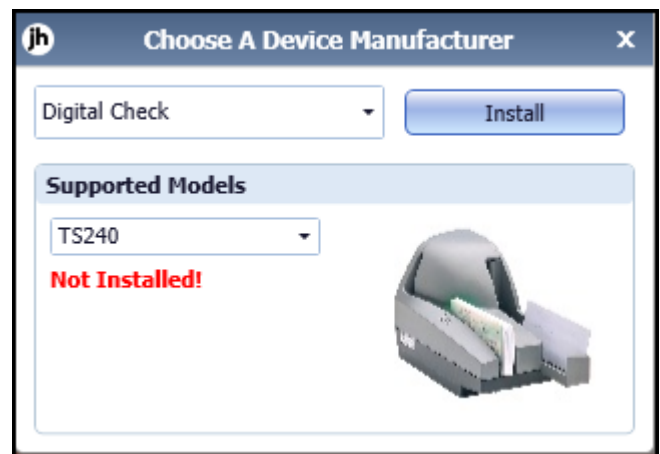 jh Choose A Device Manufacturer x
Digital Check Install
Supported Models
TS240
Not Installed!